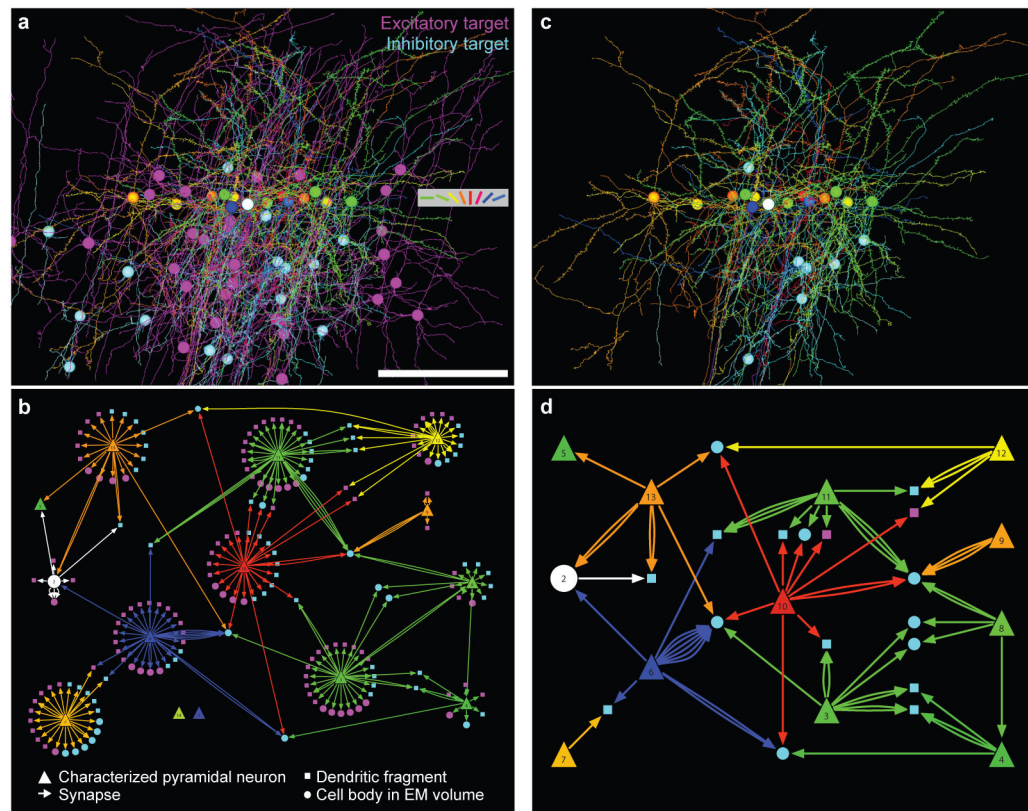 a
Excitatory target
Inhibitory target
c
b
Characterized pyramidal neuron
Synapse
Dendritic fragment
Cell body in EM volume
d
5
13
12
11
9
2
10
8
6
3
7
4